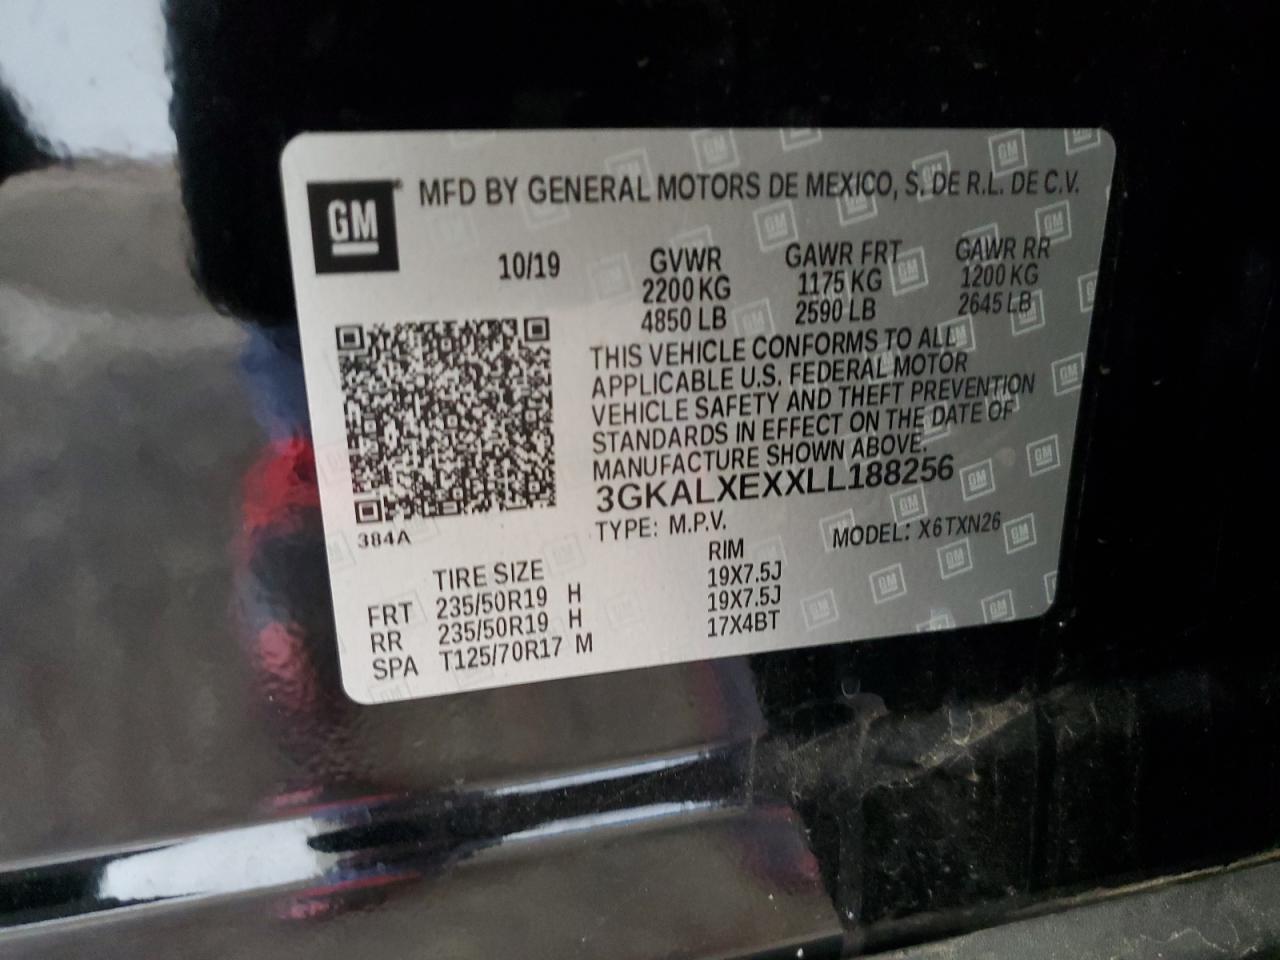 GM® MFD BY GENERAL MOTORS DE MEXICO, S. DE R.L. DE C.V.
10/19 GVWR GAWR FRT GAWR RR
2200 KG 1175 KG 1200 KG
4850 LB 2590 LB 2645 LB
THIS VEHICLE CONFORMS TO ALL
APPLICABLE U.S. FEDERAL MOTOR
VEHICLE SAFETY AND THEFT PREVENTION
STANDARDS IN EFFECT ON THE DATE OF
MANUFACTURE SHOWN ABOVE.
3GKALXEXXLL188256
384A
TYPE: M.P.V. MODEL: X6TXN26
TIRE SIZE RIM
FRT 235/50R19 H 19X7.5J
RR 235/50R19 H 19X7.5J
SPA T125/70R17 M 17X4BT